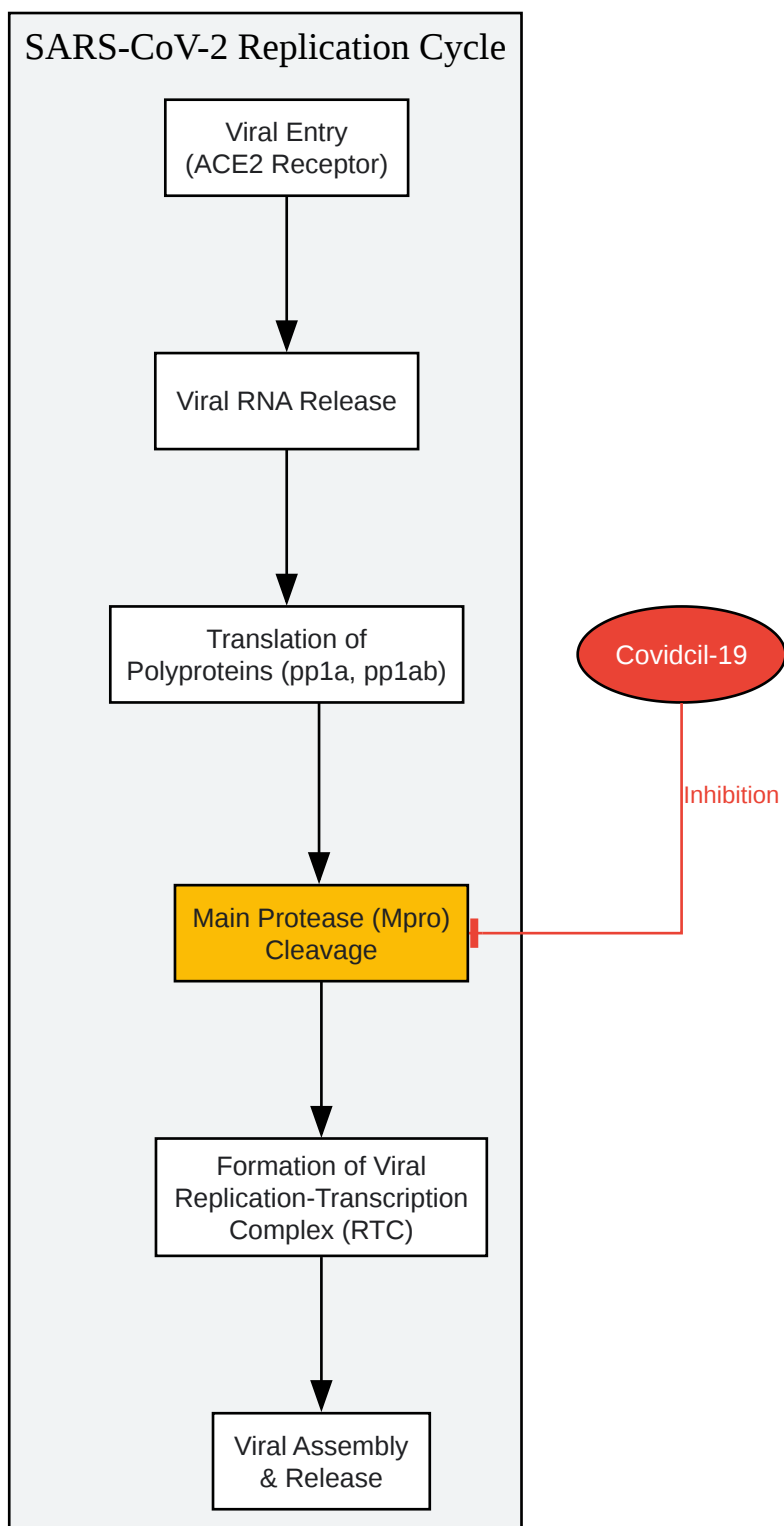 SARS-CoV-2 Replication Cycle
Viral Entry
(ACE2 Receptor)
Viral RNA Release
Translation of
Polyproteins (pp1a, pp1ab)
Covidcil-19
Inhibition
Main Protease (Mpro)
Cleavage
Formation of Viral
Replication-Transcription
Complex (RTC)
Viral Assembly
& Release